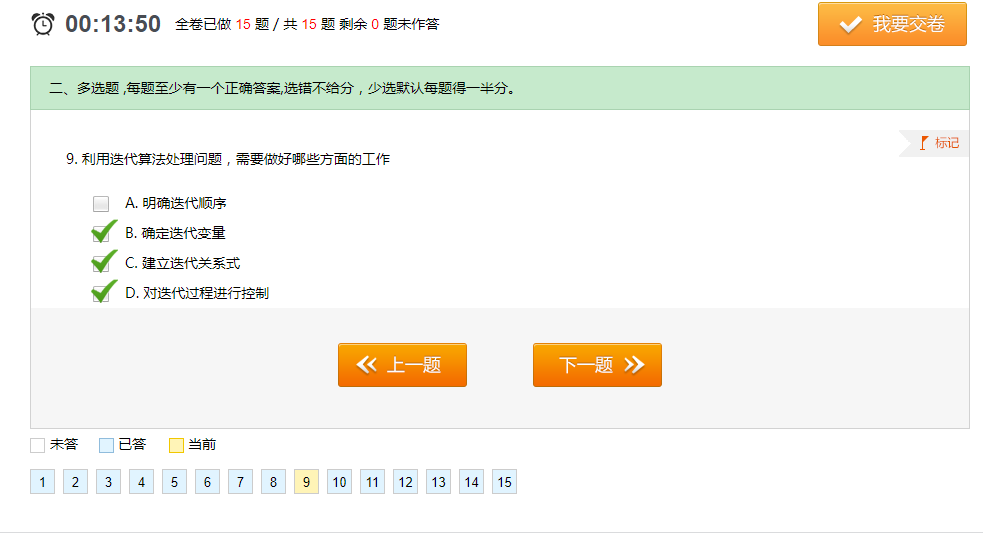 00:13:50 全卷已做 15 题 / 共 15 题 剩余 0 题未作答
我要交卷
二、多选题 ,每题至少有一个正确答案,选错不给分，少选默认每题得一半分。
标记
9. 利用迭代算法处理问题，需要做好哪些方面的工作
A. 明确迭代顺序
B. 确定迭代变量
C. 建立迭代关系式
D. 对迭代过程进行控制
上一题 下一题
未答 已答 当前
1 2 3 4 5 6 7 8 9 10 11 12 13 14 15